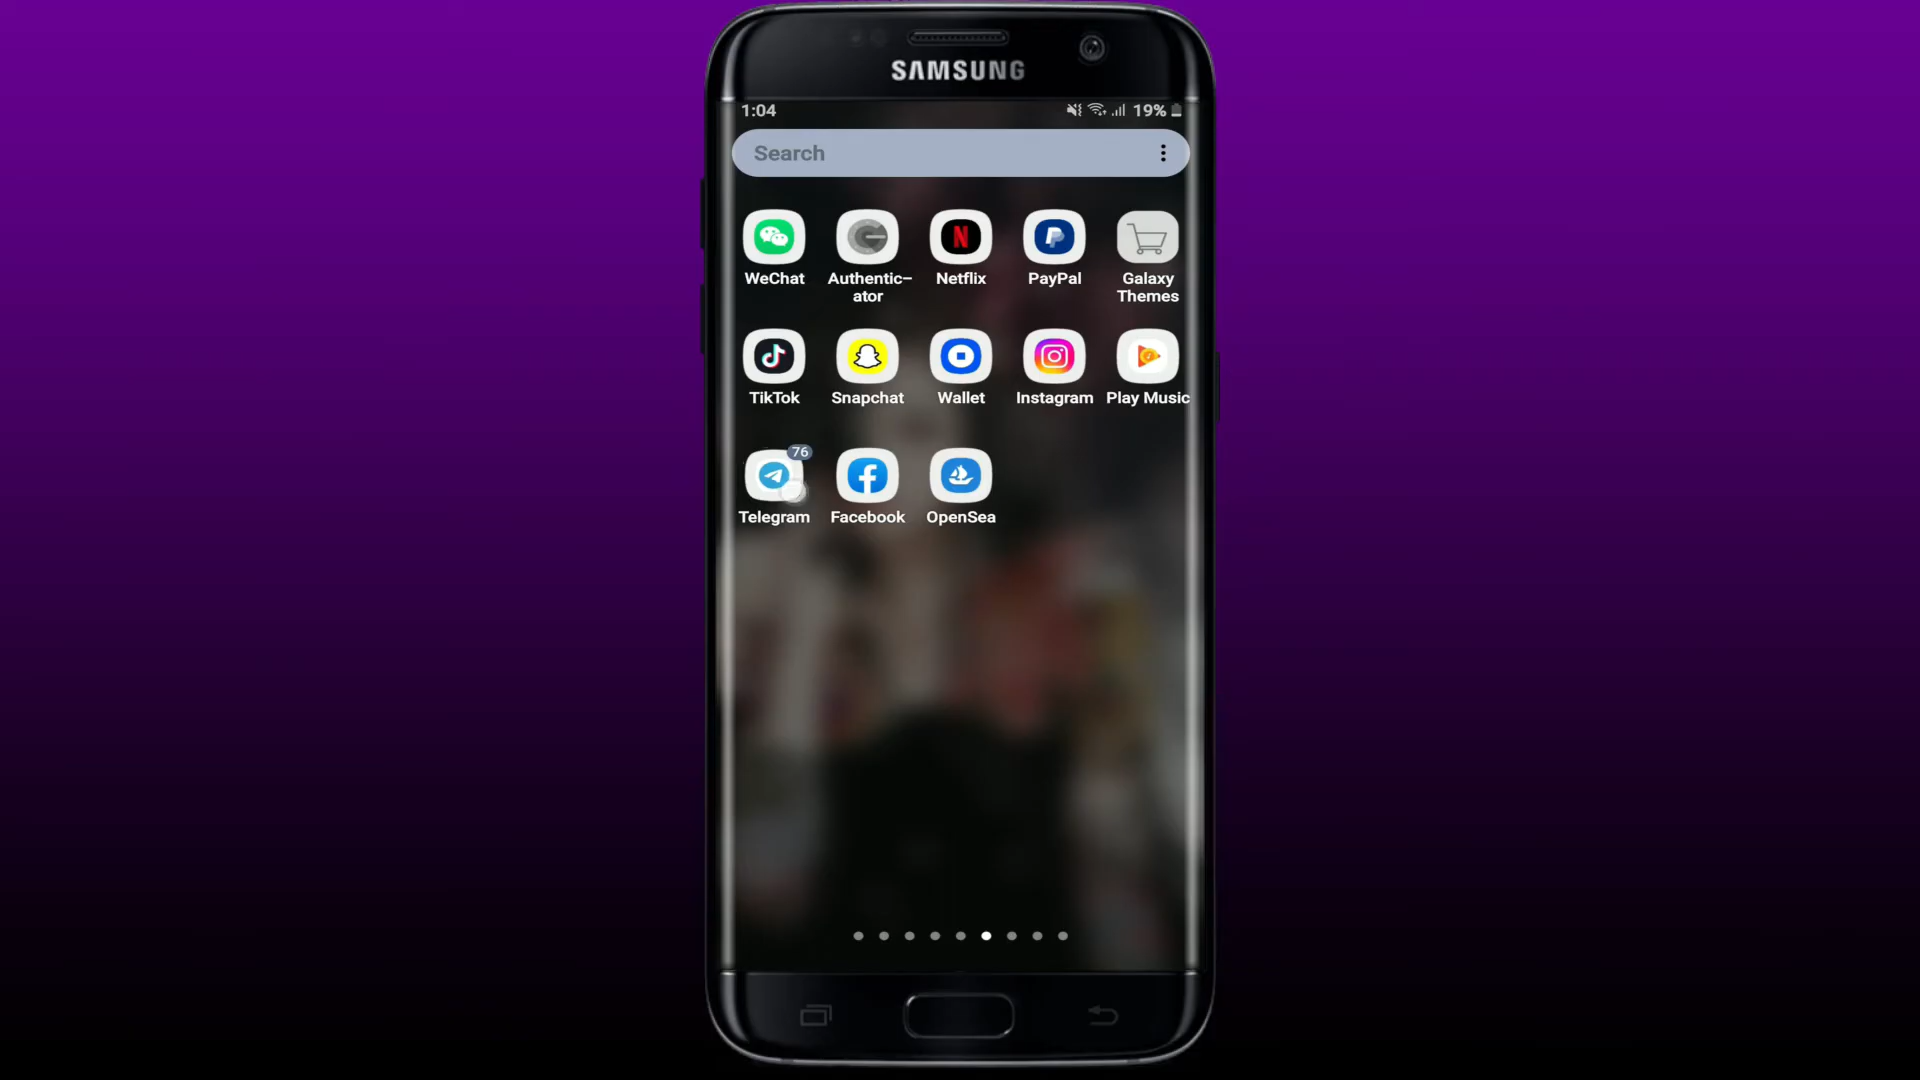 SAMSUNG
1:04
19%
Search
WeChat
Authentic-
ator
Netflix
PayPal
Galaxy
Themes
TikTok
Snapchat
Wallet
Instagram
Play Music
76
Telegram
Facebook
OpenSea